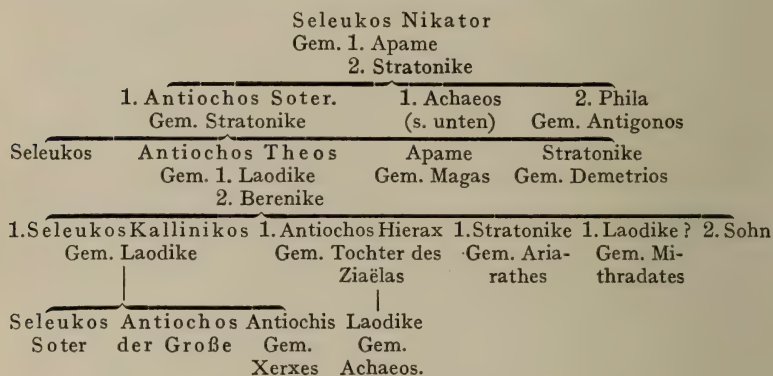 Seleukos Nikator
Gem. 1. Apame
2. Stratonike
1. Antiochos Soter. 1. Achaeos 2. Phila
Gem. Stratonike (s. unten) Gem. Antigonos
Seleukos Antiochos Theos Apame Stratonike
Gem. 1. Laodike Gem. Magas Gem. Demetrios
2. Berenike
1. Seleukos Kallinikos 1. Antiochos Hierax 1. Stratonike 1. Laodike ? 2. Sohn
Gem. Laodike Gem. Tochter des Gem. Aria- Gem. Mi-
Ziaëlas rathes thradates
Seleukos Antiochos Antiochis Laodike
Soter der Große Gem. Gem.
Xerxes Achaeos.